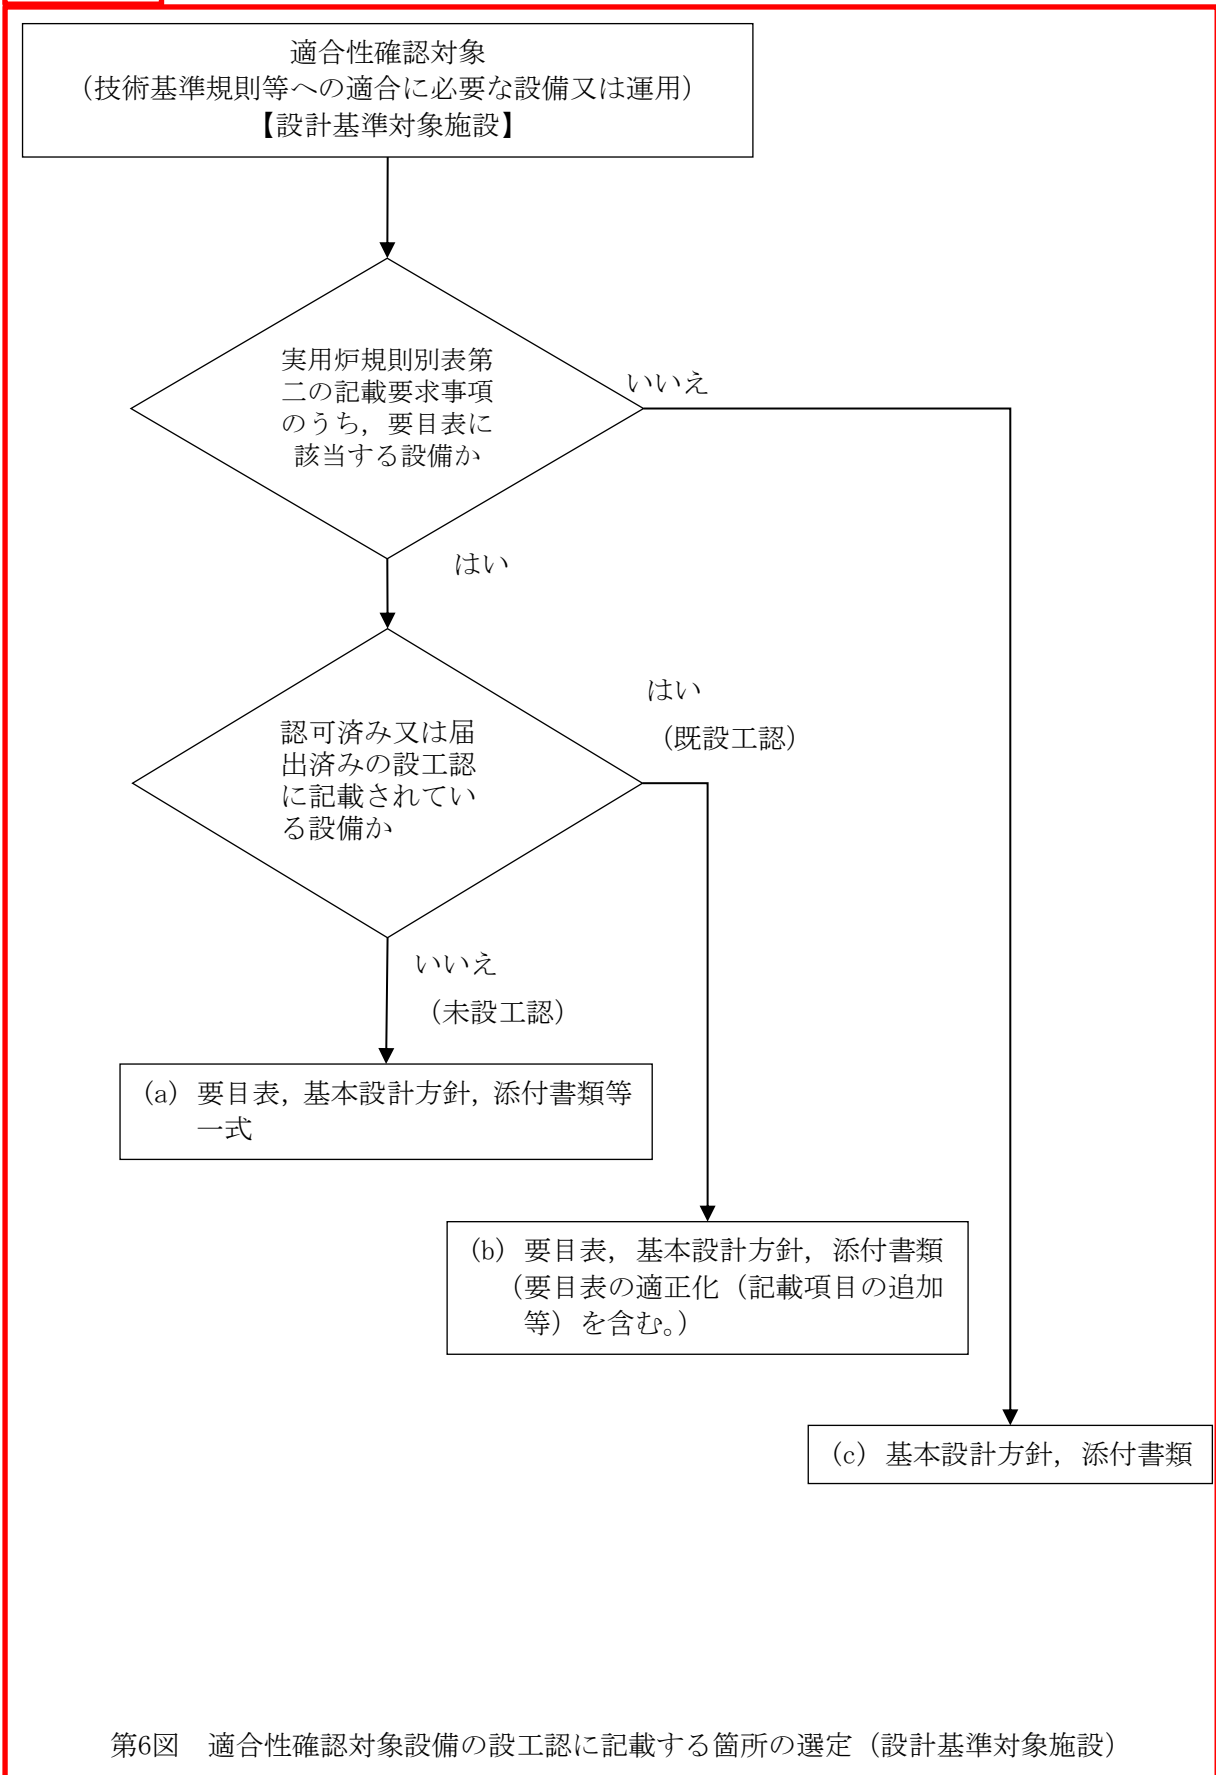 適合性確認対象
（技術基準規則等への適合に必要な設備又は運用）
【設計基準対象施設】
実用炉規則別表第
二の記載要求事項
のうち，要目表に
該当する設備か
いいえ
はい
認可済み又は届
出済みの設工認
に記載されてい
る設備か
はい
（既設工認）
いいえ
（未設工認）
(a) 要目表，基本設計方針，添付書類等
一式
(b) 要目表，基本設計方針，添付書類
（要目表の適正化（記載項目の追加
等）を含む。）
(c) 基本設計方針，添付書類
第6図　適合性確認対象設備の設工認に記載する箇所の選定（設計基準対象施設）